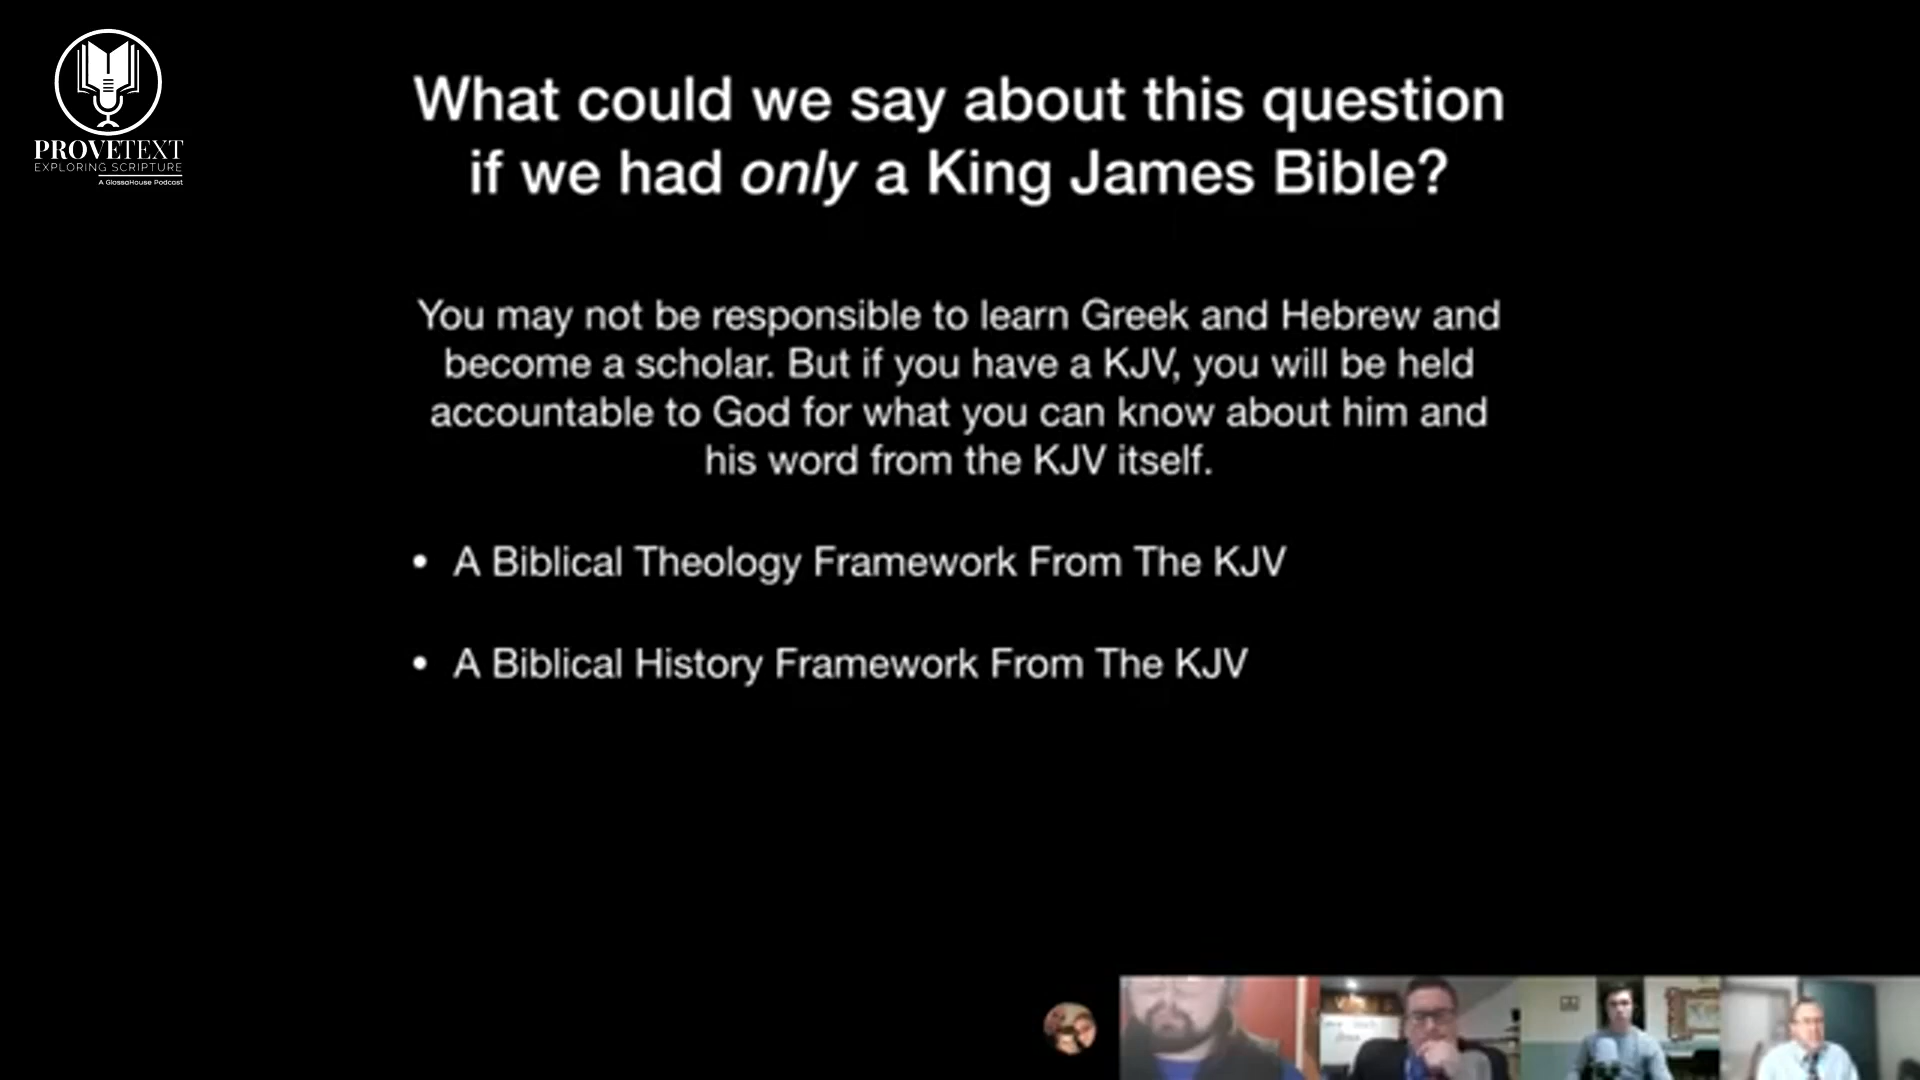 PROVETEXT
EXPLORING SCRIPTURE
A GlossaHouse Podcast
What could we say about this question
if we had only a King James Bible?
You may not be responsible to learn Greek and Hebrew and
become a scholar. But if you have a KJV, you will be held
accountable to God for what you can know about him and
his word from the KJV itself.
• A Biblical Theology Framework From The KJV
• A Biblical History Framework From The KJV